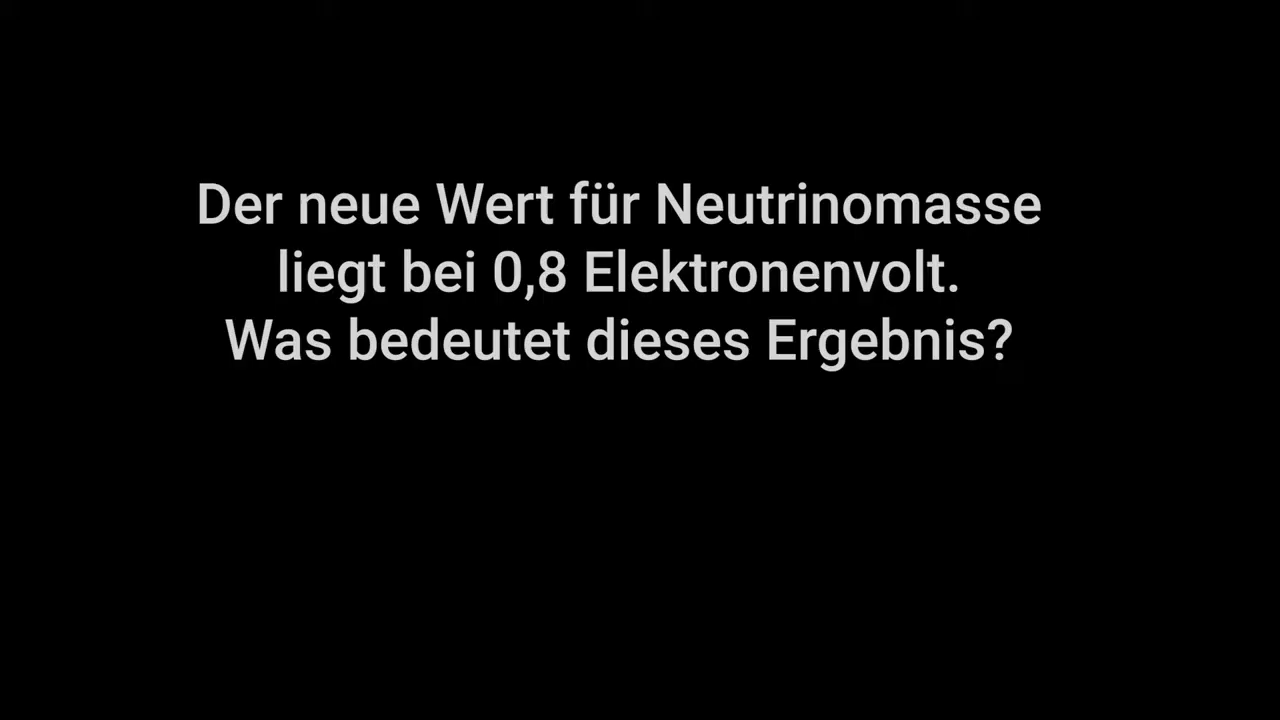 Der neue Wert für Neutrinomasse
liegt bei 0,8 Elektronenvolt.
Was bedeutet dieses Ergebnis?